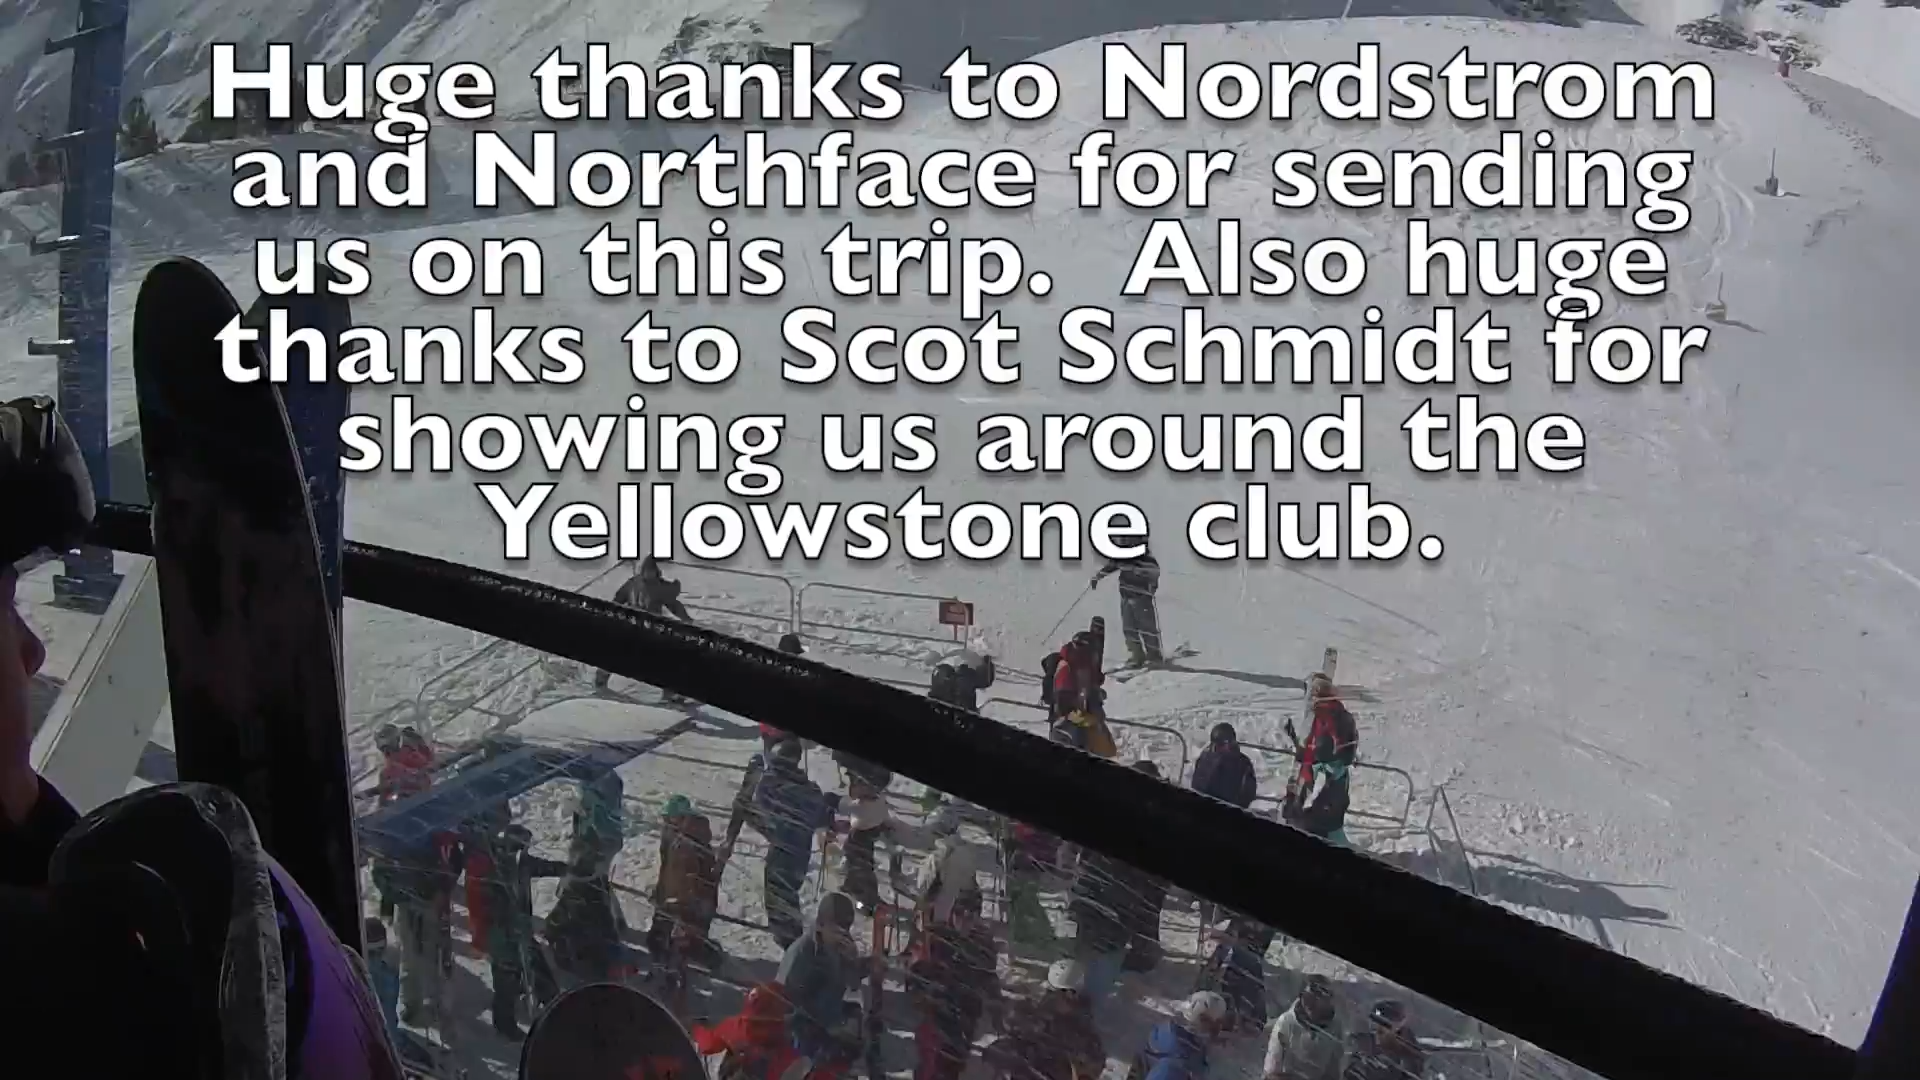 Huge thanks to Nordstrom
and Northface for sending
us on this trip.  Also huge
thanks to Scot Schmidt for
showing us around the
Yellowstone club.